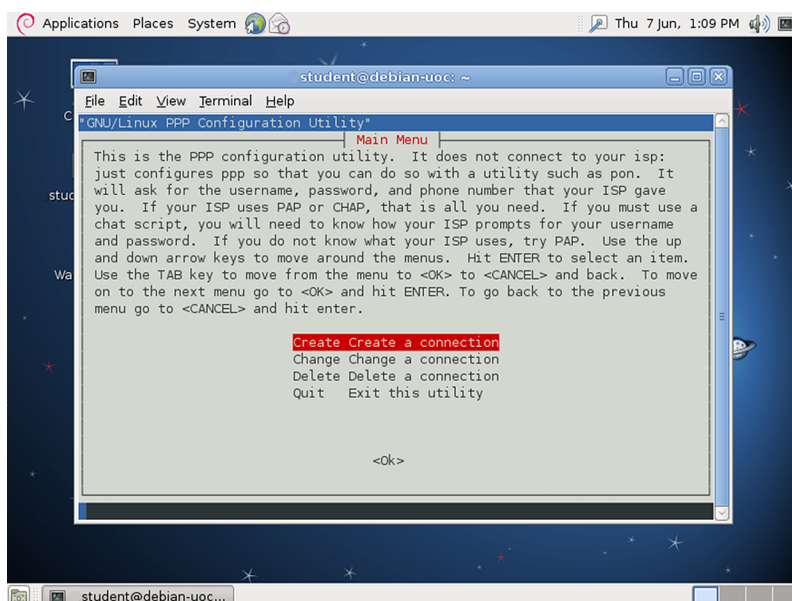 Applications Places System Thu 7 Jun, 1:09 PM
student@debian-uoc: ~
File Edit View Terminal Help
C
"GNU/Linux PPP Configuration Utility"
Main Menu
This is the PPP configuration utility. It does not connect to your isp:
just configures ppp so that you can do so with a utility such as pon. It
will ask for the username, password, and phone number that your ISP gave
stud
you. If your ISP uses PAP or CHAP, that is all you need. If you must use a
chat script, you will need to know how your ISP prompts for your username
and password. If you do not know what your ISP uses, try PAP. Use the up
and down arrow keys to move around the menus. Hit ENTER to select an item.
Wa
Use the TAB key to move from the menu to <OK> to <CANCEL> and back. To move
on to the next menu go to <OK> and hit ENTER. To go back to the previous
menu go to <CANCEL> and hit enter.
Create Create a connection
Change Change a connection
Delete Delete a connection
Quit Exit this utility
<Ok>
student@debian-uoc...